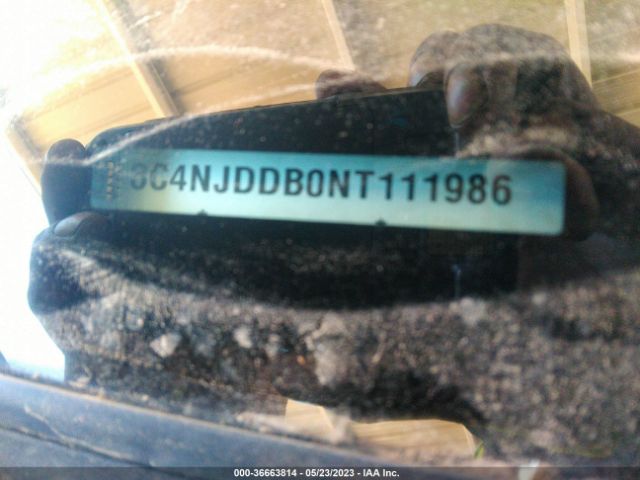 3C4NJDDB0NT111986
000-36663814 - 05/23/2023 - IAA Inc.